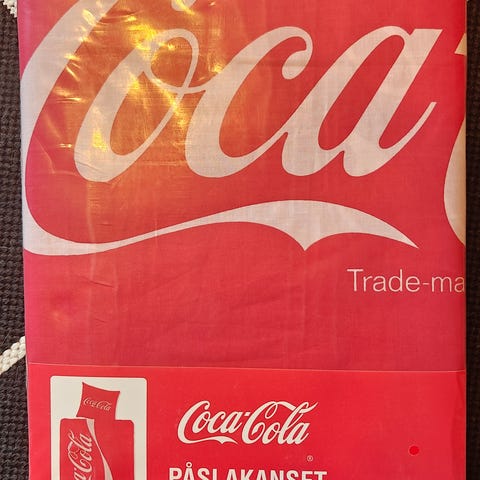 Coca
Trade-ma
Coca-Cola
Coca-Cola
Coca-Cola
®
PÅSLAKANSET